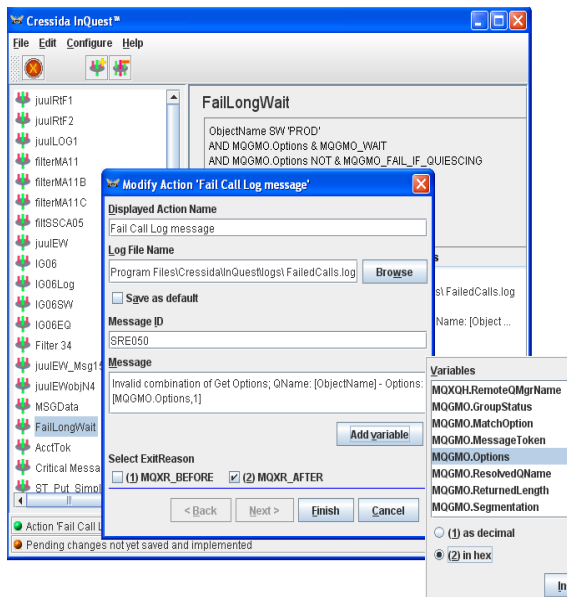 Cressida InQuest™
File Edit Configure Help
juulRtF1
juulRtF2
juulLOG1
filterMA11
filterMA11B
filterMA11C
filtSSCA05
juulEW
IG06
IG06Log
IG06SW
IG06EQ
Filter 34
juulEW_Msg15
juulEWobjN4
MSGData
FailLongWait
AcctTok
Critical Messa
ST_Put_Simpl
FailLongWait
ObjectName SW 'PROD'
AND MQGMO.Options & MQGMO_WAIT
AND MQGMO.Options NOT & MQGMO_FAIL_IF_QUIESCING
s\ FailedCalls.log
Name: [Object ...
Modify Action 'Fail Call Log message'
Displayed Action Name
Fail Call Log message
Log File Name
Program Files\Cressida\InQuest\logs\ FailedCalls.log
Browse
Save as default
Message ID
SRE050
Message
Invalid combination of Get Options; QName: [ObjectName] - Options:
[MQGMO.Options,1]
Add variable
Select ExitReason
(1) MQXR_BEFORE (2) MQXR_AFTER
< Back Next > Finish Cancel
Variables
MQXQH.RemoteQMgrName
MQGMO.GroupStatus
MQGMO.MatchOption
MQGMO.MessageToken
MQGMO.Options
MQGMO.ResolvedQName
MQGMO.ReturnedLength
MQGMO.Segmentation
(1) as decimal
(2) in hex
In
Action 'Fail Call L
Pending changes not yet saved and implemented